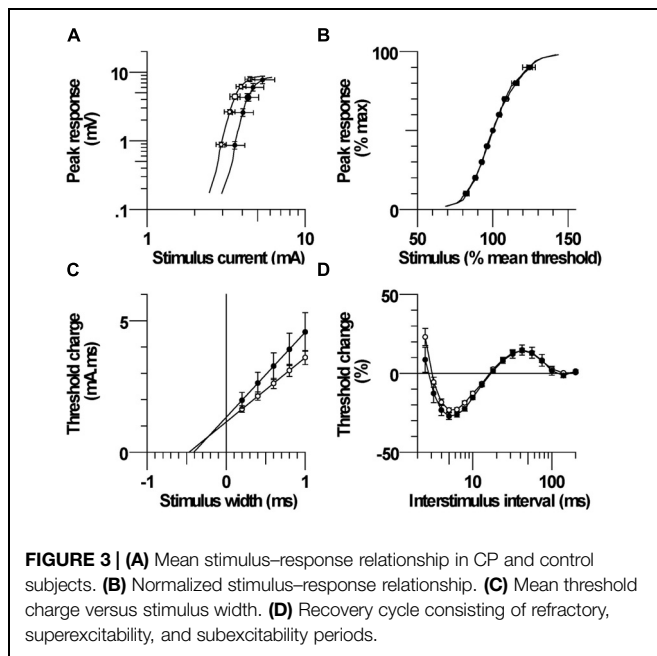 A
10
1
.1
Peak response
(mV)
1
10
Stimulus current (mA)
B
100
0
Peak response
(% max)
50
100
150
Stimulus (% mean threshold)
C
5
0
Threshold charge
(mA.ms)
-1
0
1
Stimulus width (ms)
D
50
0
-50
Threshold change
(%)
10
100
Interstimulus interval (ms)
FIGURE 3 | (A) Mean stimulus–response relationship in CP and control
subjects. (B) Normalized stimulus–response relationship. (C) Mean threshold
charge versus stimulus width. (D) Recovery cycle consisting of refractory,
superexcitability, and subexcitability periods.